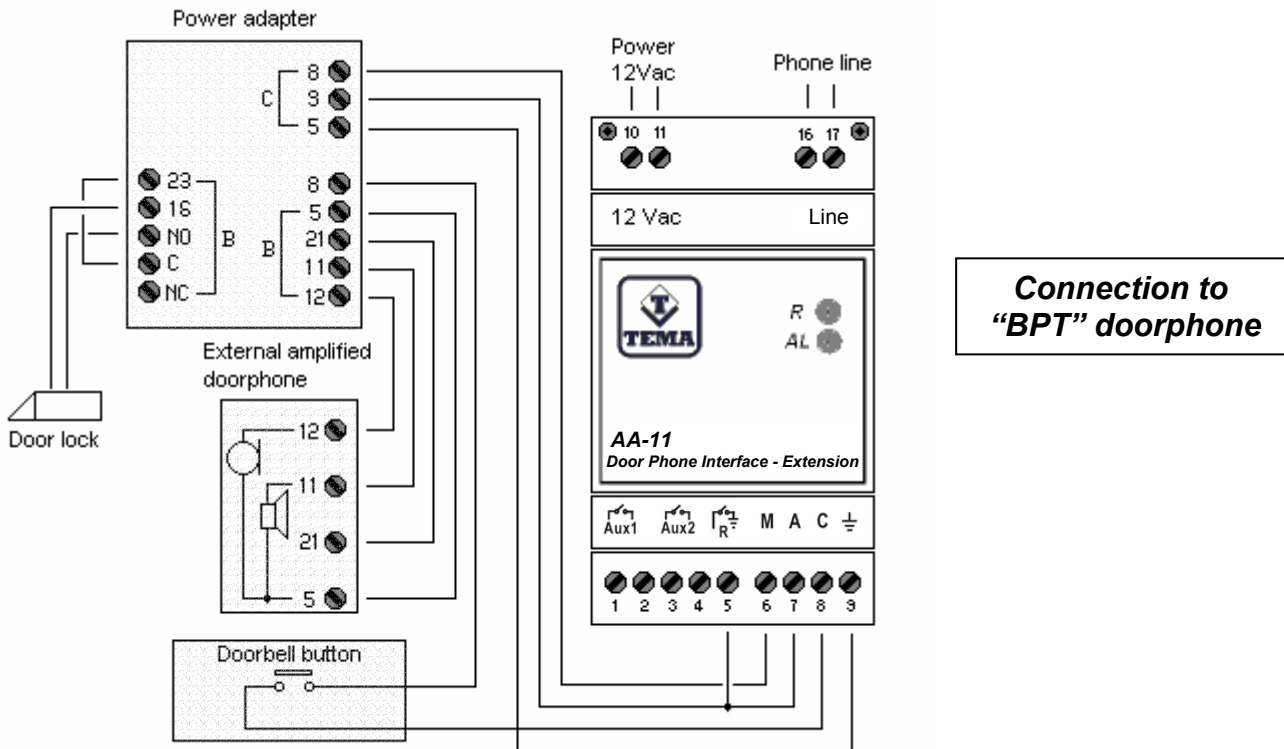 Power adapter
8
C
9
5
23
16
NO
B
C
NC
8
5
B
21
11
12
Door lock
External amplified
doorphone
12
11
21
5
Doorbell button
Power
12Vac
Phone line
10 11
16 17
12 Vac
Line
TEMA
R
AL
AA-11
Door Phone Interface - Extension
Aux1 Aux2 R M A C
1 2 3 4 5 6 7 8 9
Connection to
“BPT” doorphone